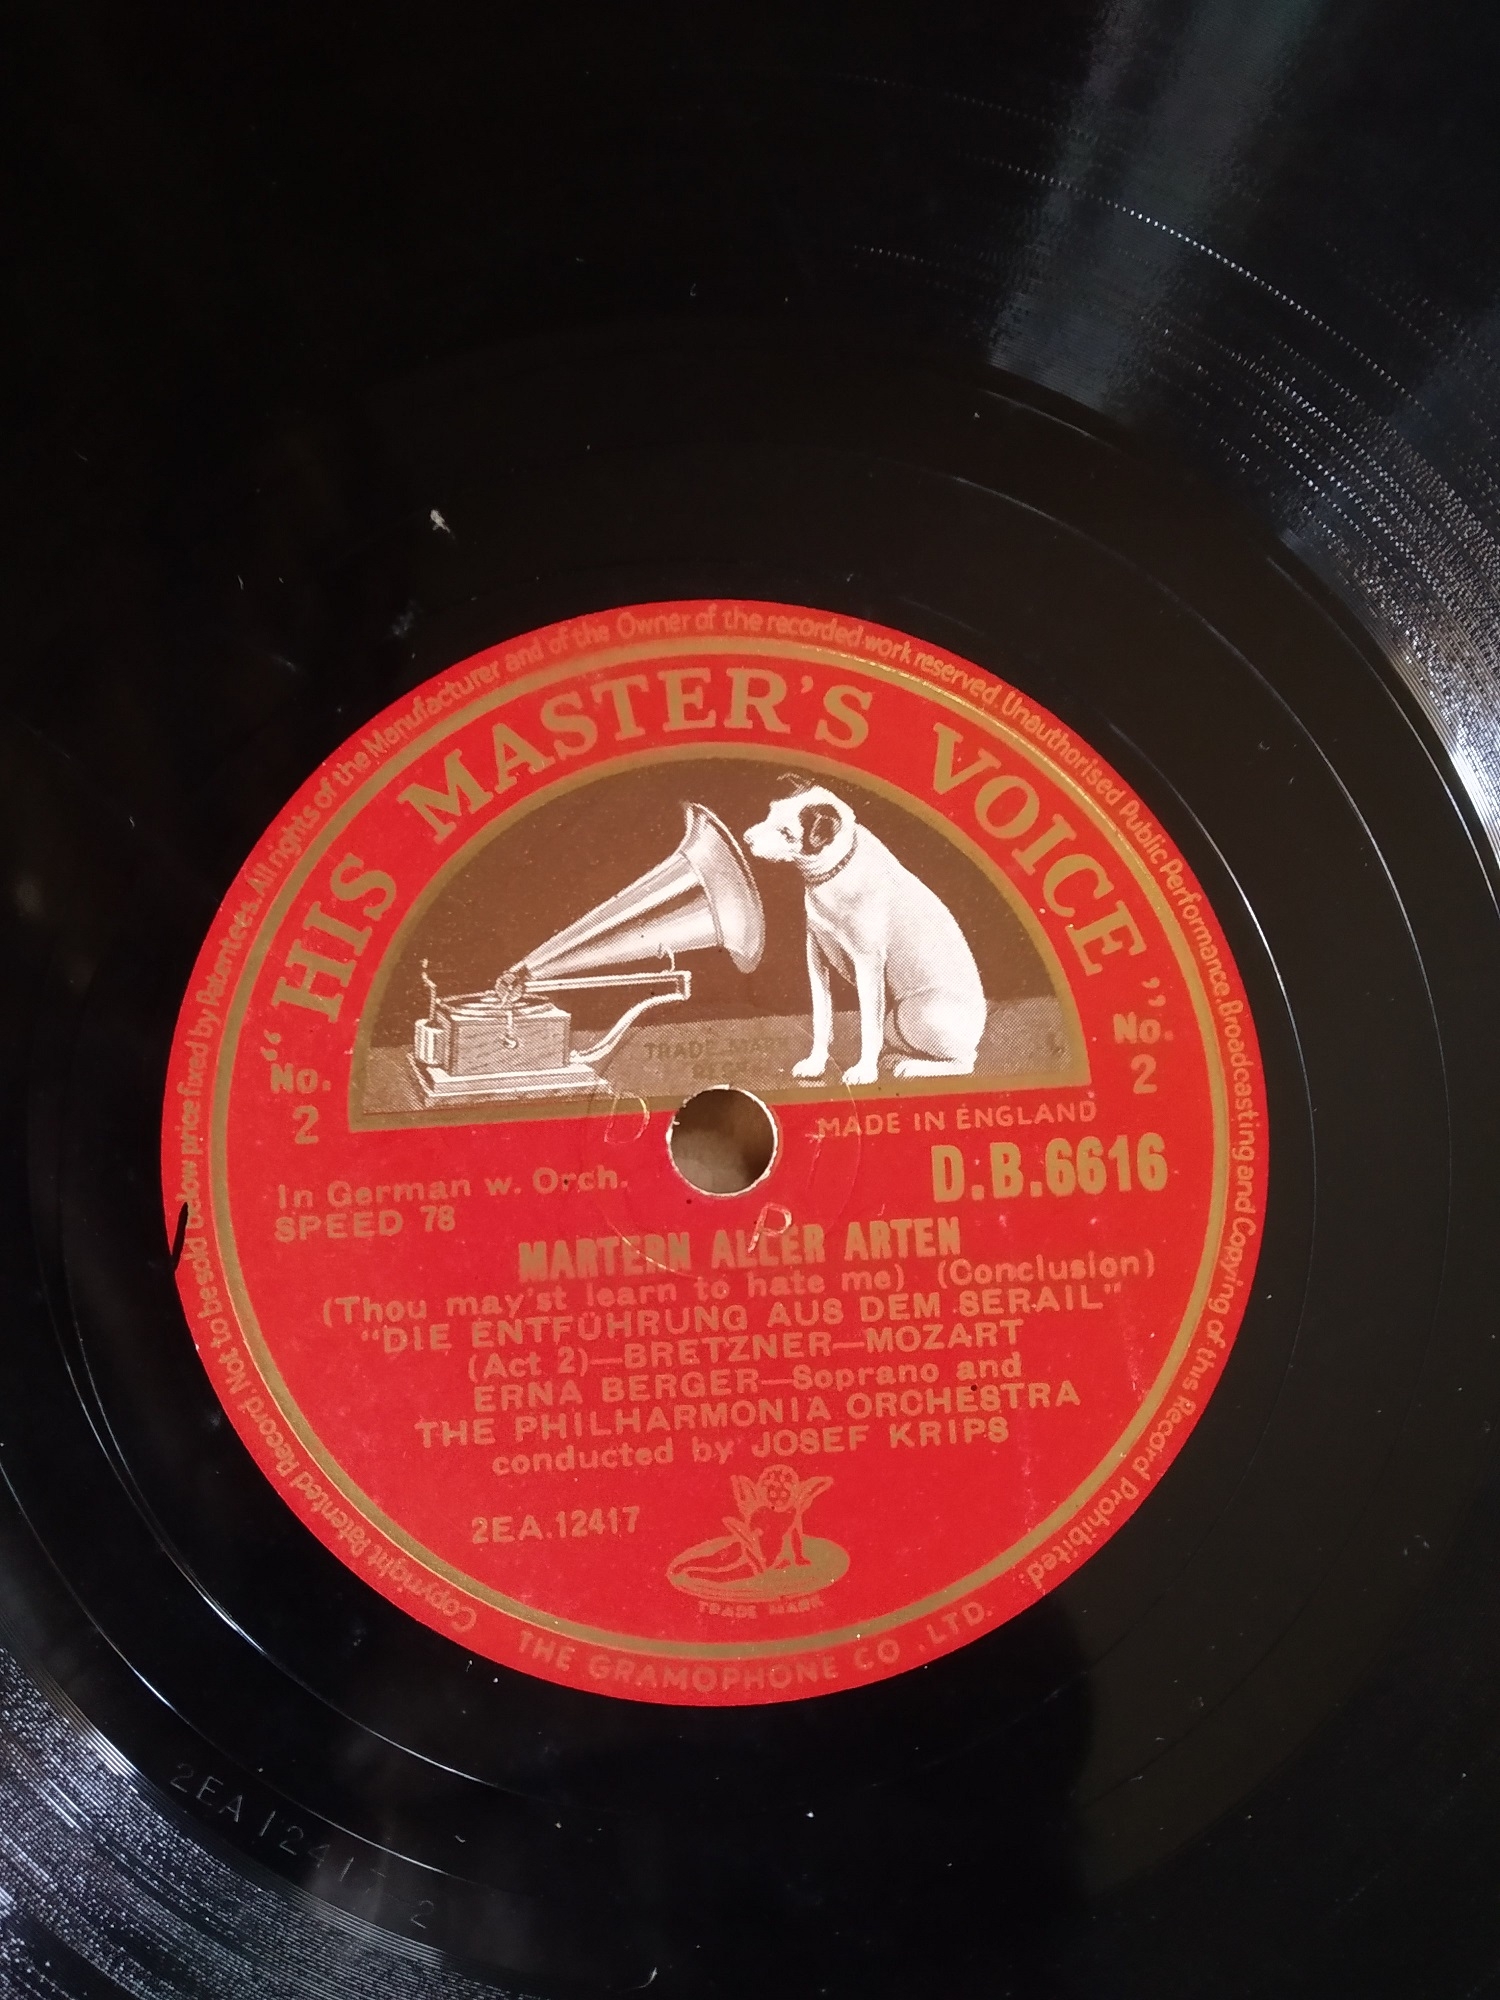 Copyright Patented Record. Not to be sold below price fixed by Patentees. All rights of the Manufacturer and of the Owner of the recorded work reserved. Unauthorised Public Performance, Broadcasting and Copying of this Record Prohibited.
“HIS MASTER'S VOICE”
TRADE MARK
No.
2
No.
2
MADE IN ENGLAND
D.B.6616
In German w. Orch.
SPEED 78
P
MARTERN ALLER ARTEN
(Thou may'st learn to hate me) (Conclusion)
"DIE ENTFÜHRUNG AUS DEM SERAIL"
(Act 2)—BRETZNER—MOZART
ERNA BERGER—Soprano and
THE PHILHARMONIA ORCHESTRA
conducted by JOSEF KRIPS
2EA.12417
TRADE MARK
THE GRAMOPHONE CO. LTD.
2EA 12417-2